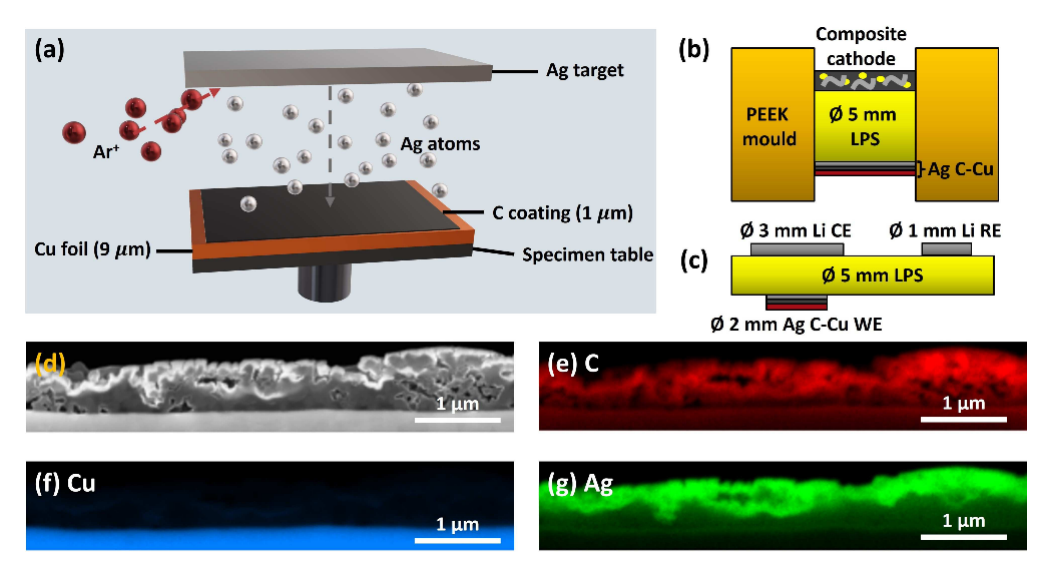 (a)
Ag target
Ar⁺
Ag atoms
C coating (1 μm)
Cu foil (9 μm)
Specimen table
(b)
Composite
cathode
PEEK
mould
Ø 5 mm
LPS
Ag C-Cu
(c)
Ø 3 mm Li CE
Ø 1 mm Li RE
Ø 5 mm LPS
Ø 2 mm Ag C-Cu WE
(d)
1 μm
(e) C
1 μm
(f) Cu
1 μm
(g) Ag
1 μm